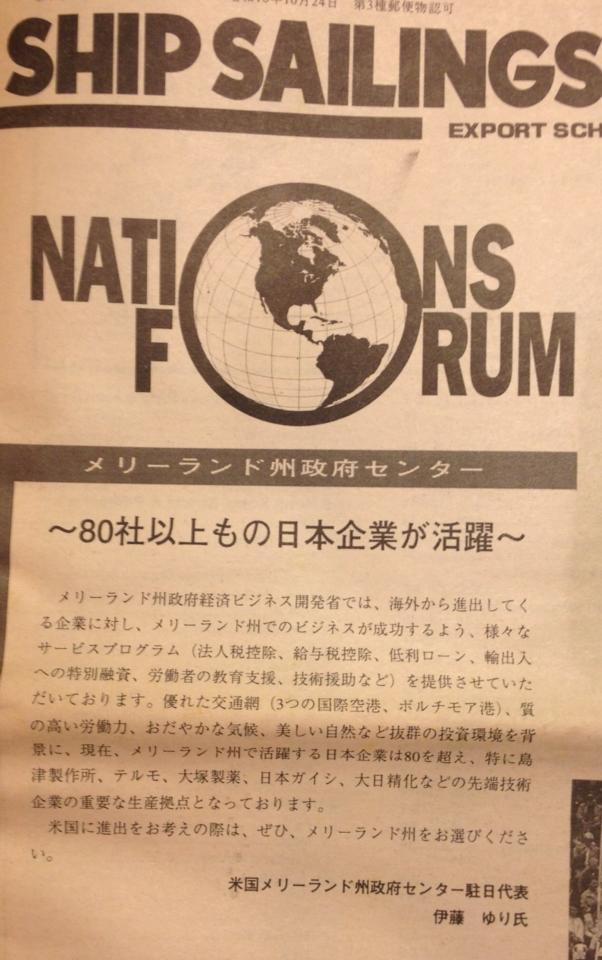 10月24日 第3種郵便物認可
SHIP SAILINGS
EXPORT SCH
NATIONS
FORUM
メリーランド州政府センター
〜80社以上もの日本企業が活躍〜
メリーランド州政府経済ビジネス開発省では、海外から進出してく
る企業に対し、メリーランド州でのビジネスが成功するよう、様々な
サービスプログラム（法人税控除、給与税控除、低利ローン、輸出入
への特別融資、労働者の教育支援、技術援助など）を提供させていた
だいております。優れた交通網（3つの国際空港、ボルチモア港）、質
の高い労働力、おだやかな気候、美しい自然など抜群の投資環境を背
景に、現在、メリーランド州で活躍する日本企業は80を超え、特に島
津製作所、テルモ、大塚製薬、日本ガイシ、大日精化などの先端技術
企業の重要な生産拠点となっております。
米国に進出をお考えの際は、ぜひ、メリーランド州をお選びくださ
い。
米国メリーランド州政府センター駐日代表
伊藤 ゆり氏